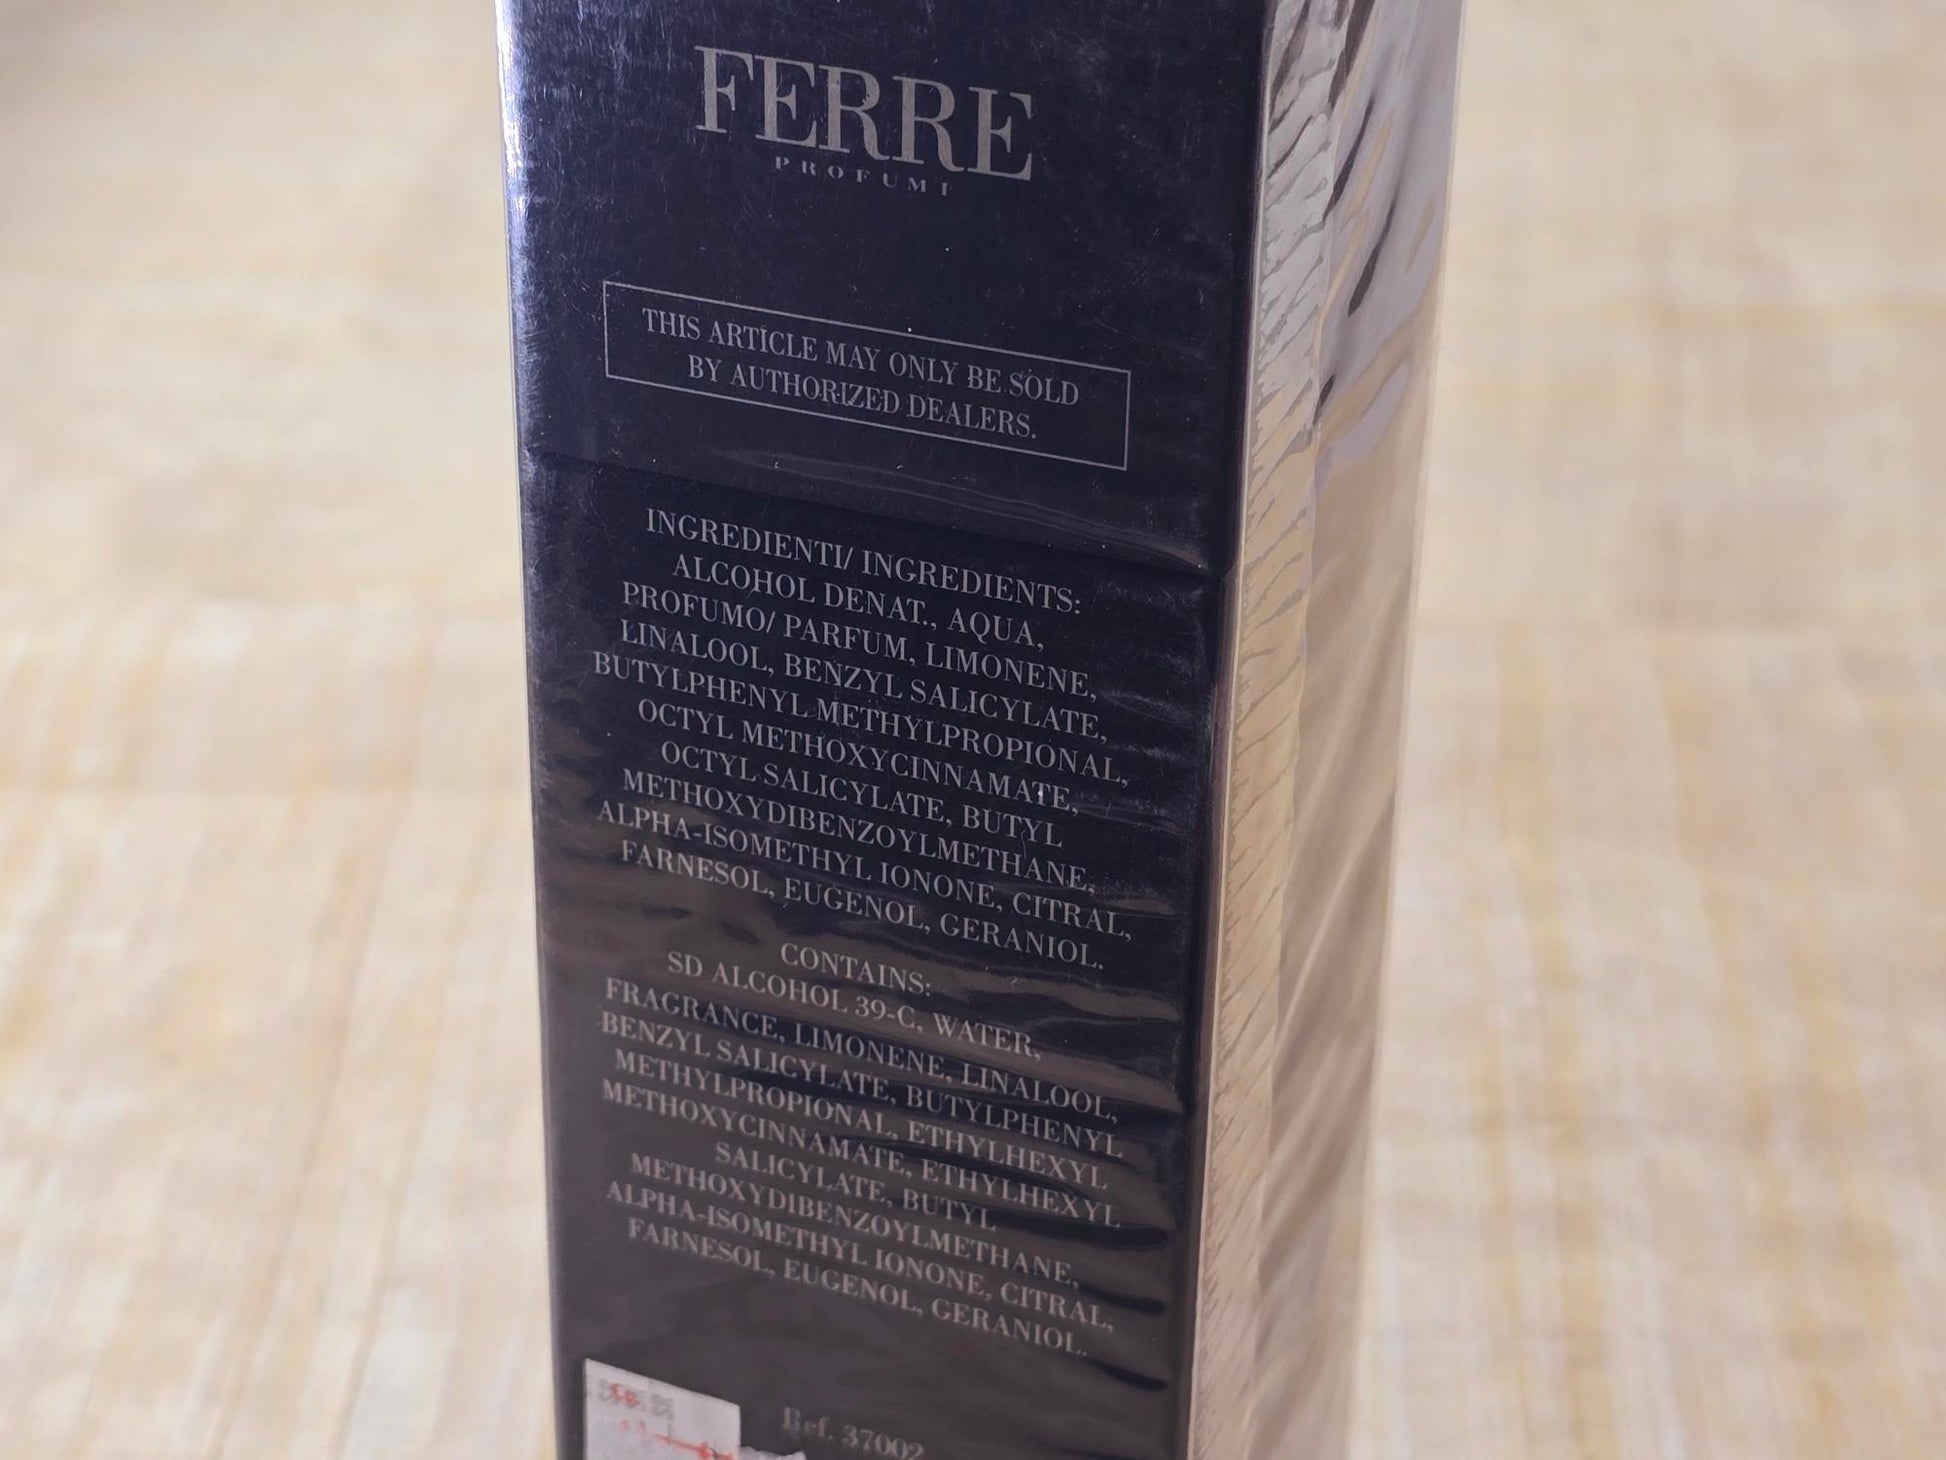 FERRE
PROFUMI
THIS ARTICLE MAY ONLY BE SOLD
BY AUTHORIZED DEALERS.
INGREDIENTI/ INGREDIENTS:
ALCOHOL DENAT., AQUA,
PROFUMO/ PARFUM, LIMONENE,
LINALOOL, BENZYL SALICYLATE,
BUTYLPHENYL METHYLPROPIONAL,
OCTYL METHOXYCINNAMATE,
OCTYL SALICYLATE, BUTYL
METHOXYDIBENZOYLMETHANE,
ALPHA-ISOMETHYL IONONE, CITRAL,
FARNESOL, EUGENOL, GERANIOL.
CONTAINS:
SD ALCOHOL 39-C, WATER,
FRAGRANCE, LIMONENE, LINALOOL,
BENZYL SALICYLATE, BUTYLPHENYL
METHYLPROPIONAL, ETHYLHEXYL
METHOXYCINNAMATE, ETHYLHEXYL
SALICYLATE, BUTYL
METHOXYDIBENZOYLMETHANE,
ALPHA-ISOMETHYL IONONE, CITRAL,
FARNESOL, EUGENOL, GERANIOL.
Ref. 37002